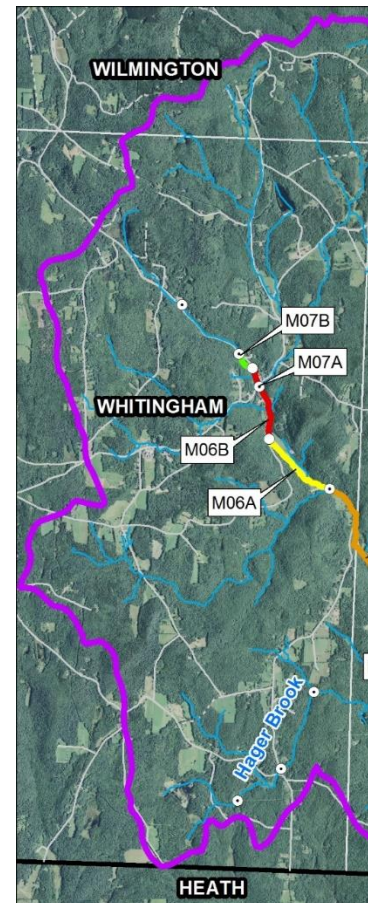 WILMINGTON
M07B
M07A
WHITINGHAM
M06B
M06A
Hager Brook
HEATH